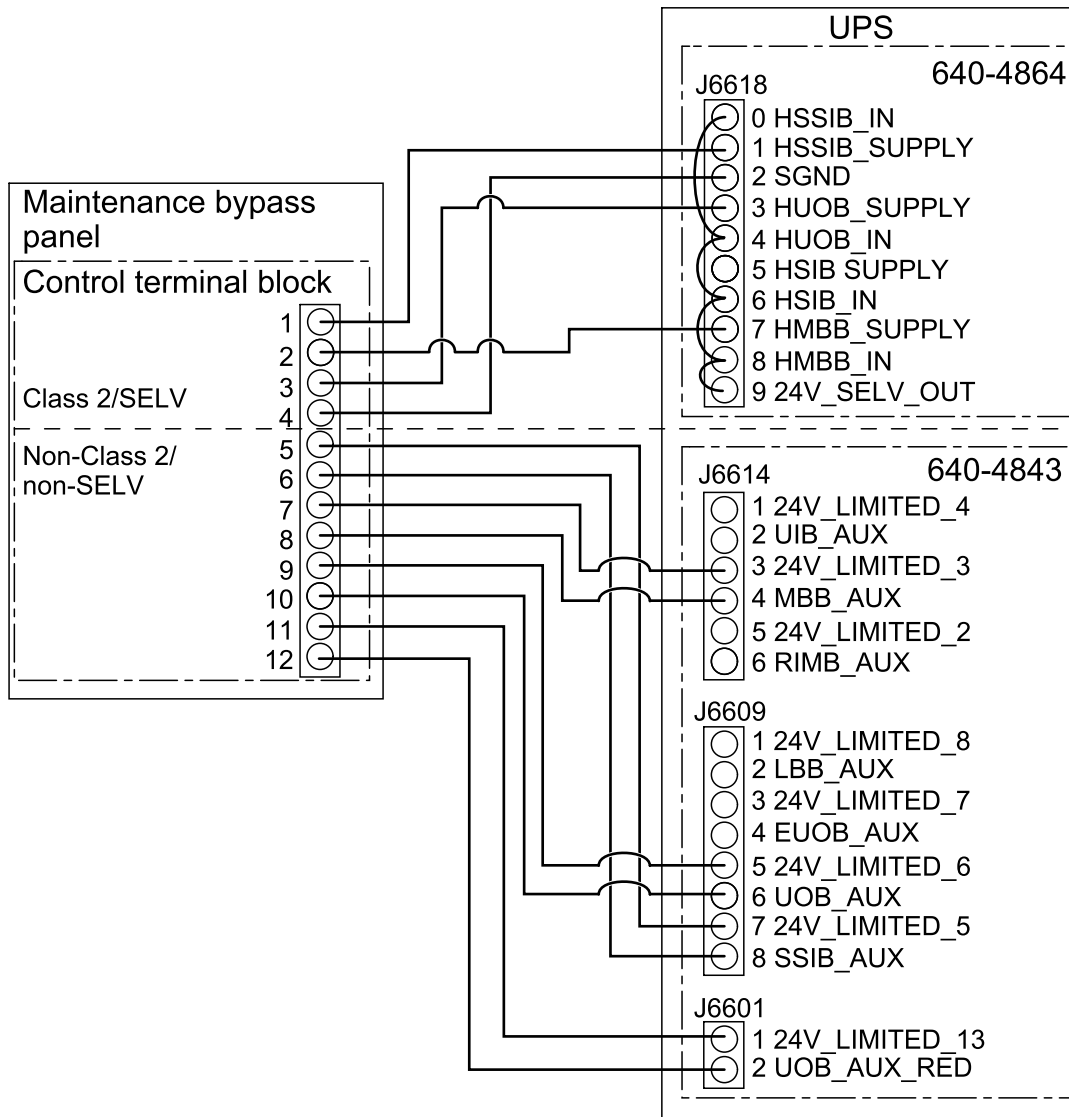 UPS
640-4864
J6618
0 HSSIB_IN
1 HSSIB_SUPPLY
2 SGND
3 HUOB_SUPPLY
4 HUOB_IN
5 HSIB SUPPLY
6 HSIB_IN
7 HMBB_SUPPLY
8 HMBB_IN
9 24V_SELV_OUT
Maintenance bypass
panel
Control terminal block
1
2
3
4
Class 2/SELV
Non-Class 2/
non-SELV
5
6
7
8
9
10
11
12
640-4843
J6614
1 24V_LIMITED_4
2 UIB_AUX
3 24V_LIMITED_3
4 MBB_AUX
5 24V_LIMITED_2
6 RIMB_AUX
J6609
1 24V_LIMITED_8
2 LBB_AUX
3 24V_LIMITED_7
4 EUOB_AUX
5 24V_LIMITED_6
6 UOB_AUX
7 24V_LIMITED_5
8 SSIB_AUX
J6601
1 24V_LIMITED_13
2 UOB_AUX_RED